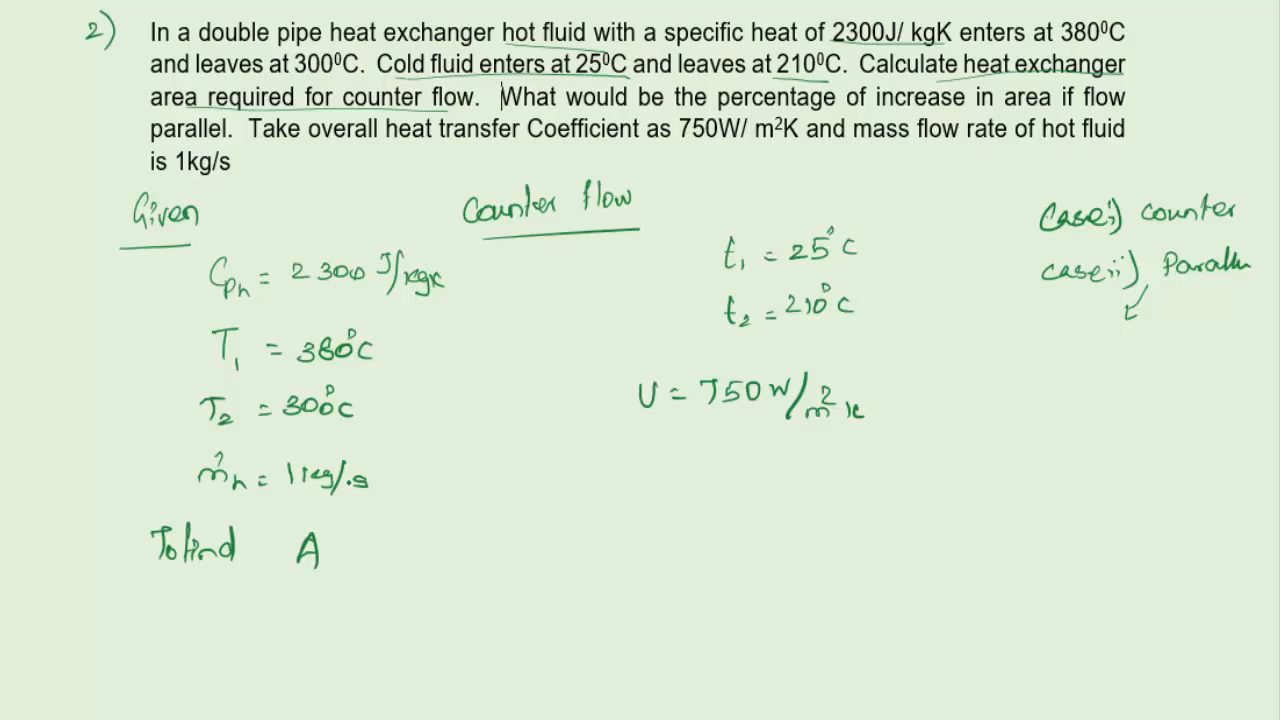 2) In a double pipe heat exchanger hot fluid with a specific heat of 2300J/ kgK enters at 380⁰C
and leaves at 300⁰C. Cold fluid enters at 25⁰C and leaves at 210⁰C. Calculate heat exchanger
area required for counter flow. What would be the percentage of increase in area if flow
parallel. Take overall heat transfer Coefficient as 750W/ m²K and mass flow rate of hot fluid
is 1kg/s
Given
Counter flow
Case i) counter
case ii) Parallel
Cph = 2300 J/kgK
t₁ = 25°C
t₂ = 210°C
T₁ = 380°C
T₂ = 300°C
U = 750 W/m²K
ṁh = 1 kg/s
To find A